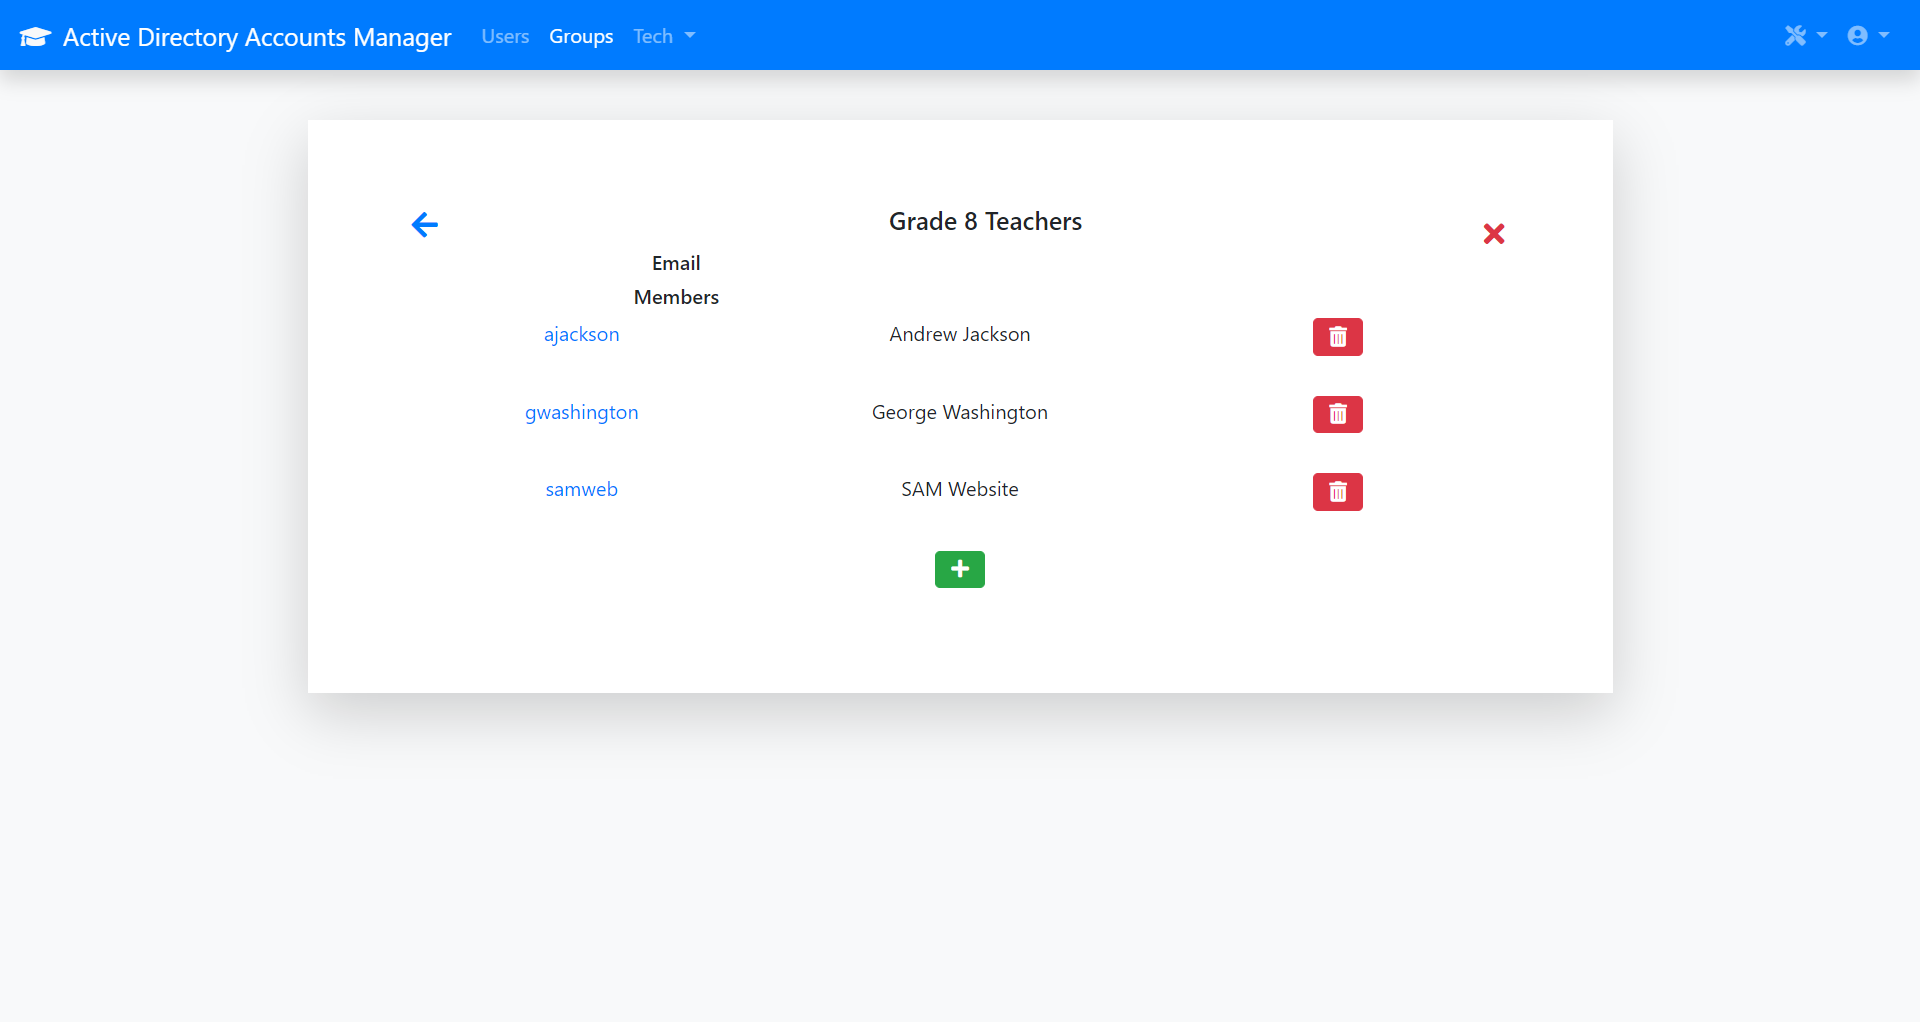 Active Directory Accounts Manager Users Groups Tech
Grade 8 Teachers
Email
Members
ajackson Andrew Jackson
gwashington George Washington
samweb SAM Website